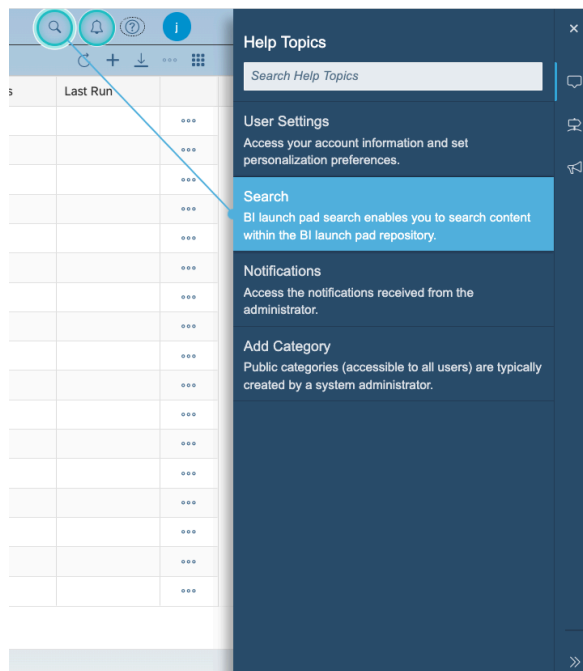 j
Help Topics
Search Help Topics
s
Last Run
User Settings
Access your account information and set
personalization preferences.
Search
BI launch pad search enables you to search content
within the BI launch pad repository.
Notifications
Access the notifications received from the
administrator.
Add Category
Public categories (accessible to all users) are typically
created by a system administrator.